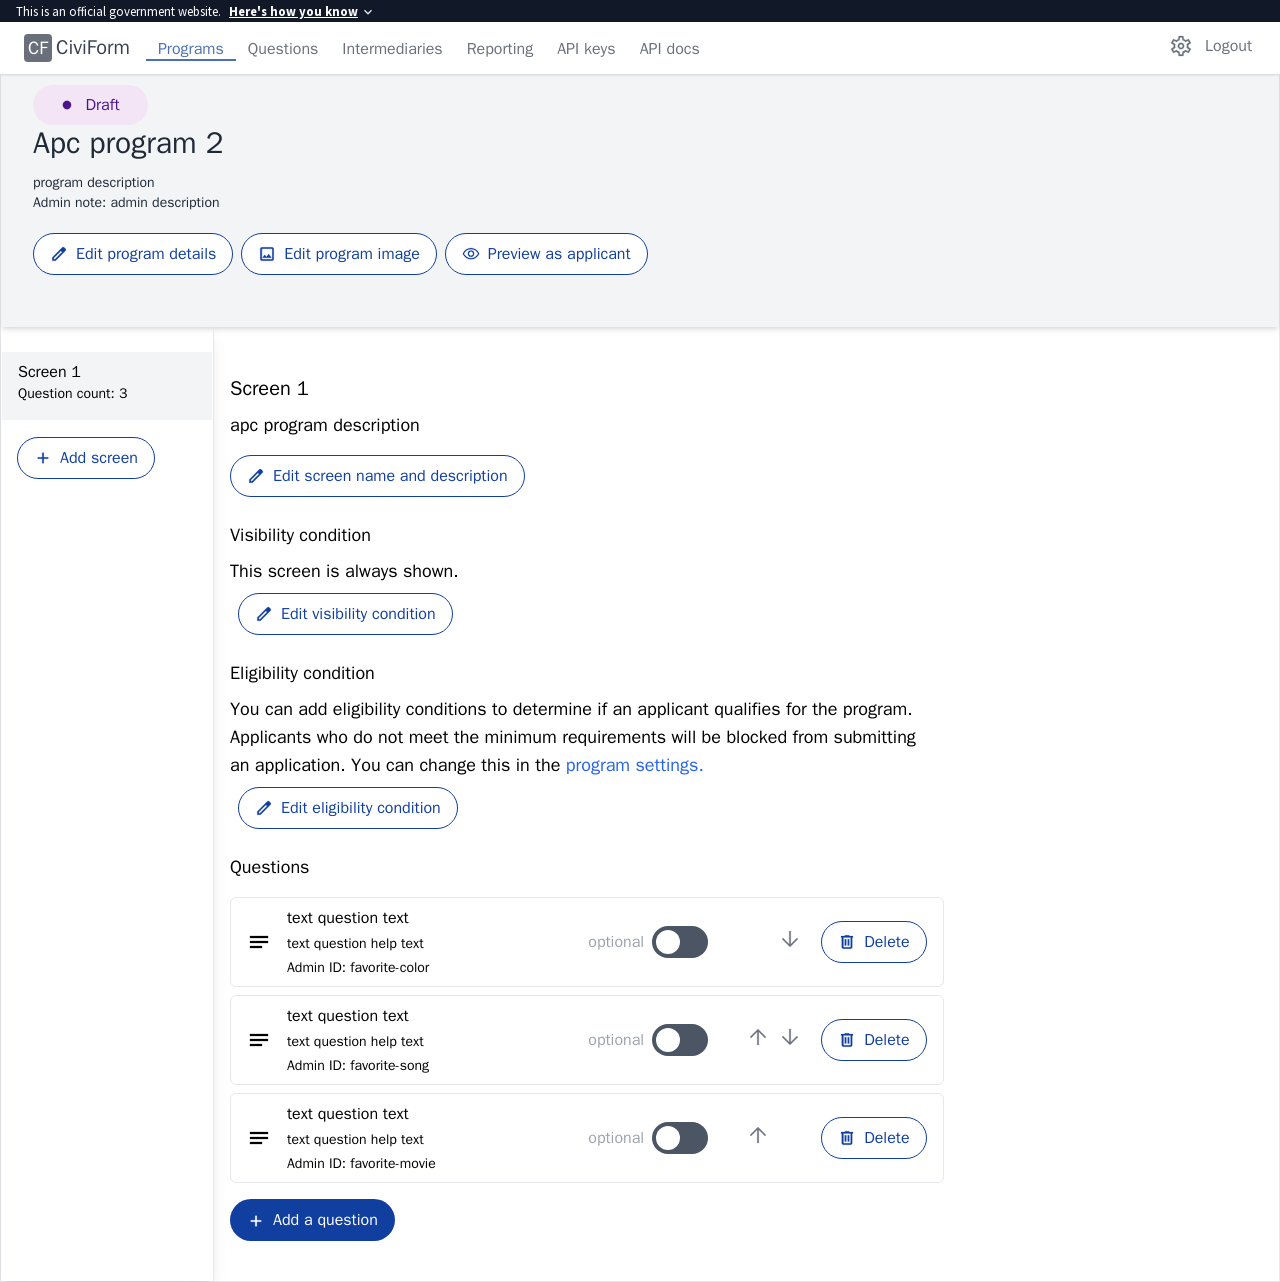 This is an official government website. Here's how you know
CF CiviForm Programs Questions Intermediaries Reporting API keys API docs Logout
Draft
Apc program 2
program description
Admin note: admin description
Edit program details Edit program image Preview as applicant
Screen 1
Question count: 3
Add screen
Screen 1
apc program description
Edit screen name and description
Visibility condition
This screen is always shown.
Edit visibility condition
Eligibility condition
You can add eligibility conditions to determine if an applicant qualifies for the program.
Applicants who do not meet the minimum requirements will be blocked from submitting
an application. You can change this in the program settings.
Edit eligibility condition
Questions
text question text
text question help text
Admin ID: favorite-color
optional
Delete
text question text
text question help text
Admin ID: favorite-song
optional
Delete
text question text
text question help text
Admin ID: favorite-movie
optional
Delete
Add a question